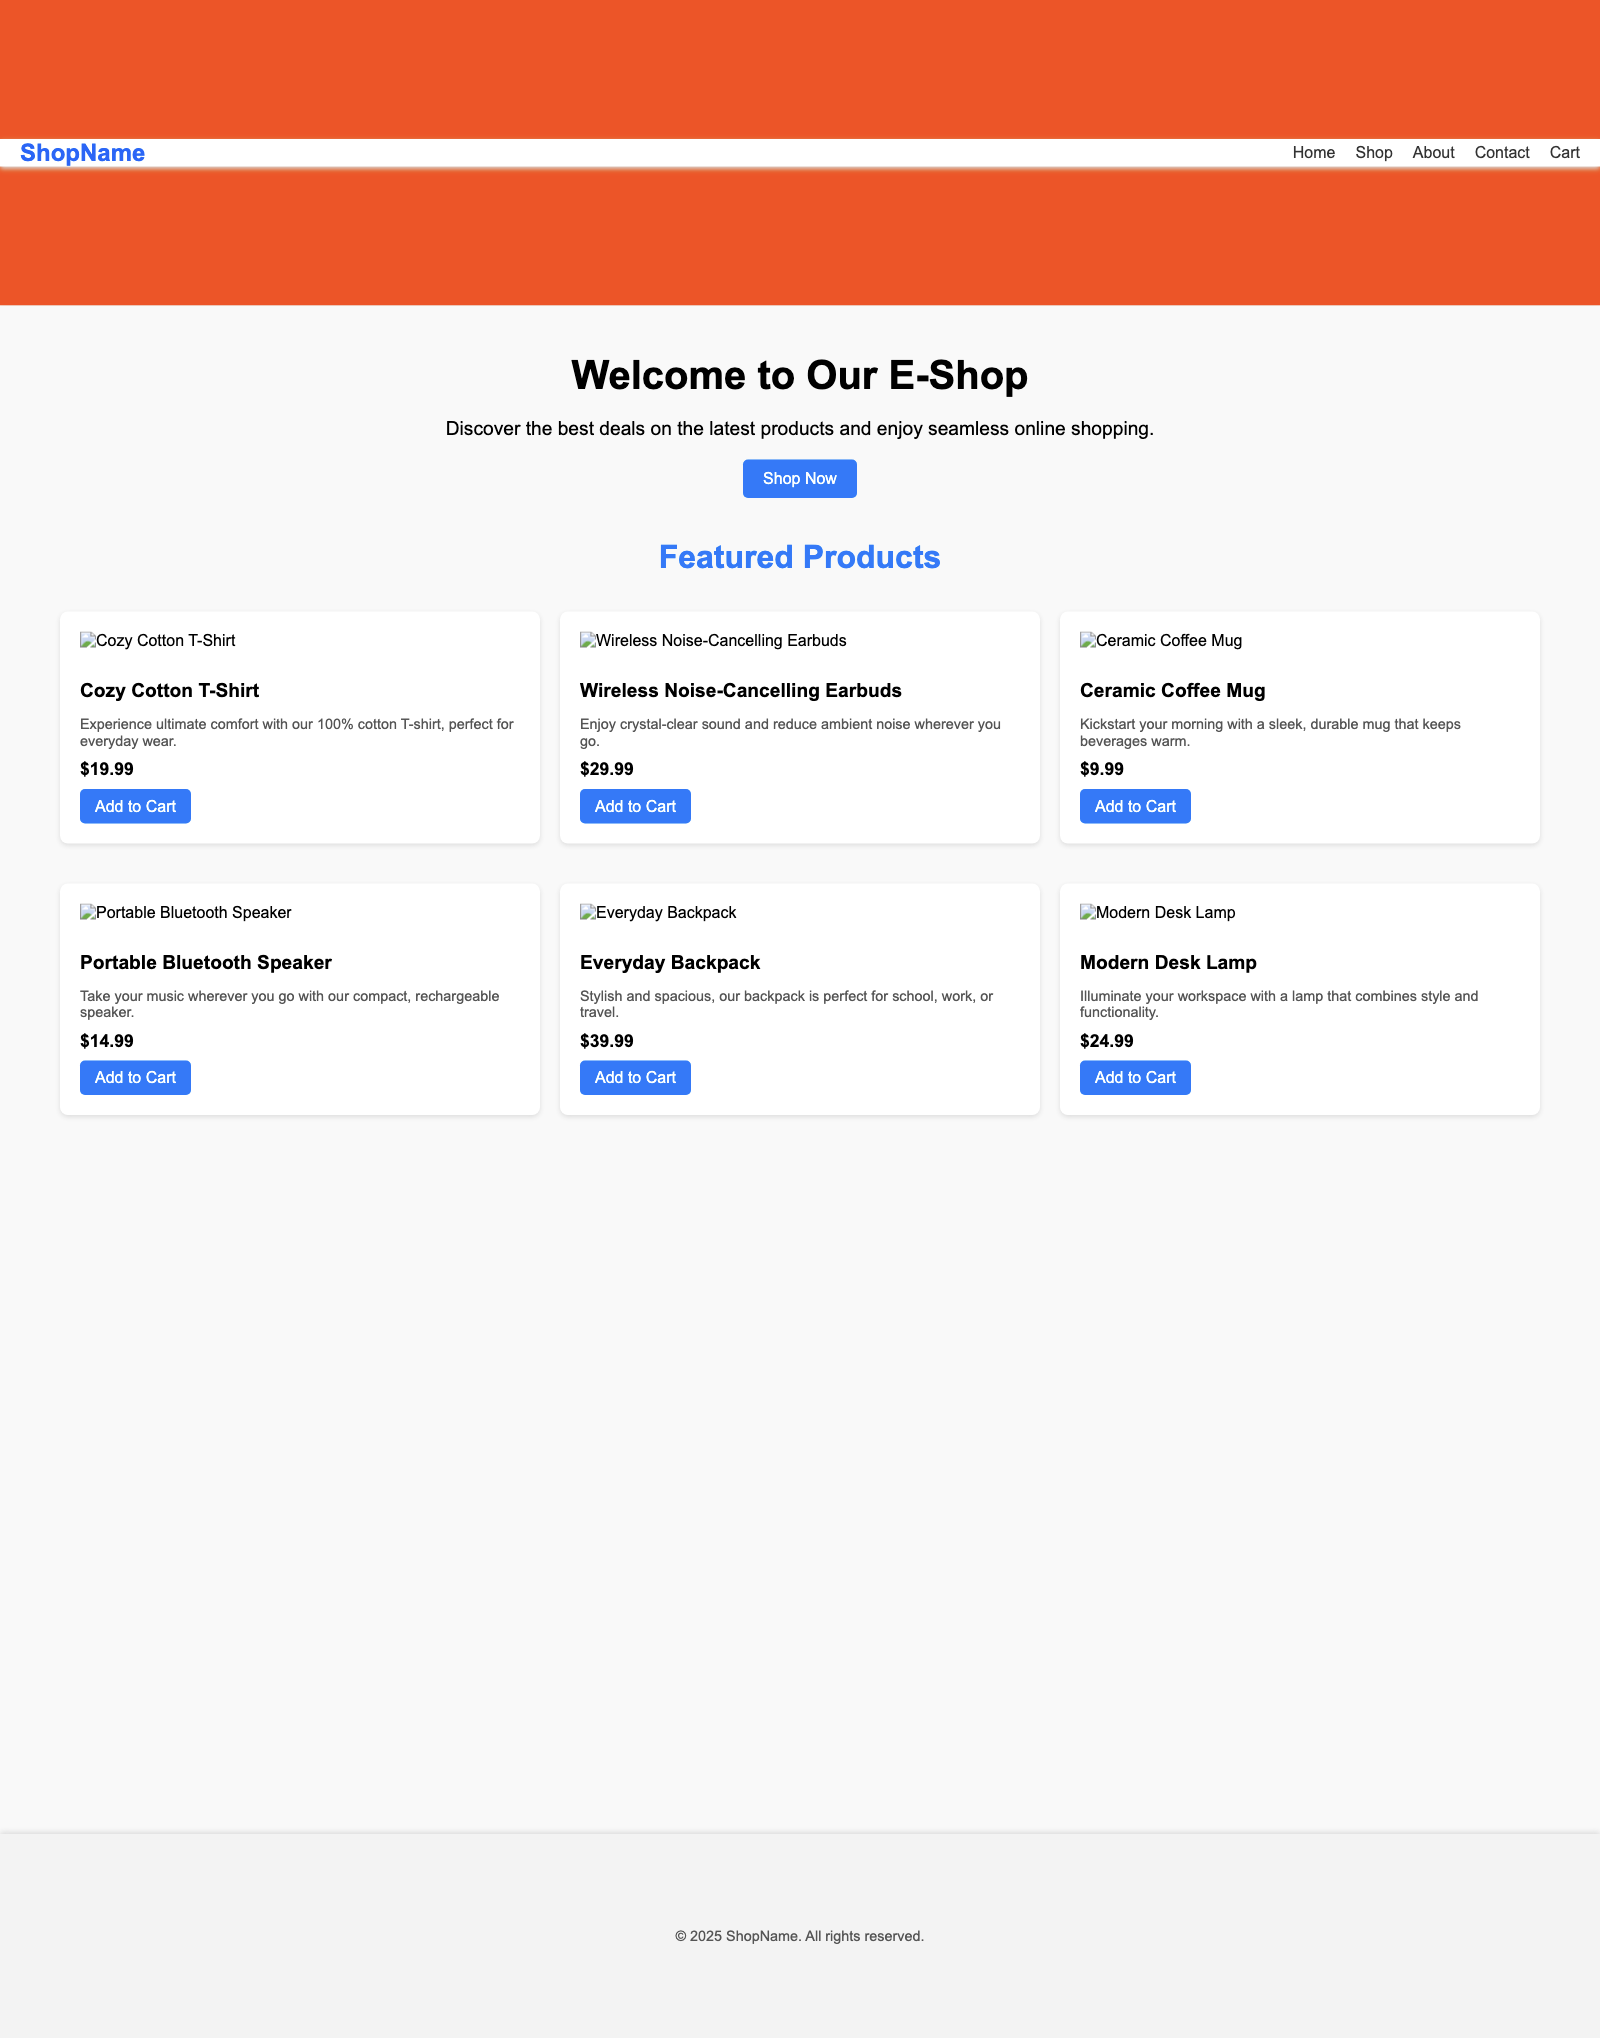 ShopName
Home Shop About Contact Cart
Welcome to Our E-Shop
Discover the best deals on the latest products and enjoy seamless online shopping.
Shop Now
Featured Products
Cozy Cotton T-Shirt
Cozy Cotton T-Shirt
Experience ultimate comfort with our 100% cotton T-shirt, perfect for
everyday wear.
$19.99
Add to Cart
Wireless Noise-Cancelling Earbuds
Wireless Noise-Cancelling Earbuds
Enjoy crystal-clear sound and reduce ambient noise wherever you
go.
$29.99
Add to Cart
Ceramic Coffee Mug
Ceramic Coffee Mug
Kickstart your morning with a sleek, durable mug that keeps
beverages warm.
$9.99
Add to Cart
Portable Bluetooth Speaker
Portable Bluetooth Speaker
Take your music wherever you go with our compact, rechargeable
speaker.
$14.99
Add to Cart
Everyday Backpack
Everyday Backpack
Stylish and spacious, our backpack is perfect for school, work, or
travel.
$39.99
Add to Cart
Modern Desk Lamp
Modern Desk Lamp
Illuminate your workspace with a lamp that combines style and
functionality.
$24.99
Add to Cart
© 2025 ShopName. All rights reserved.